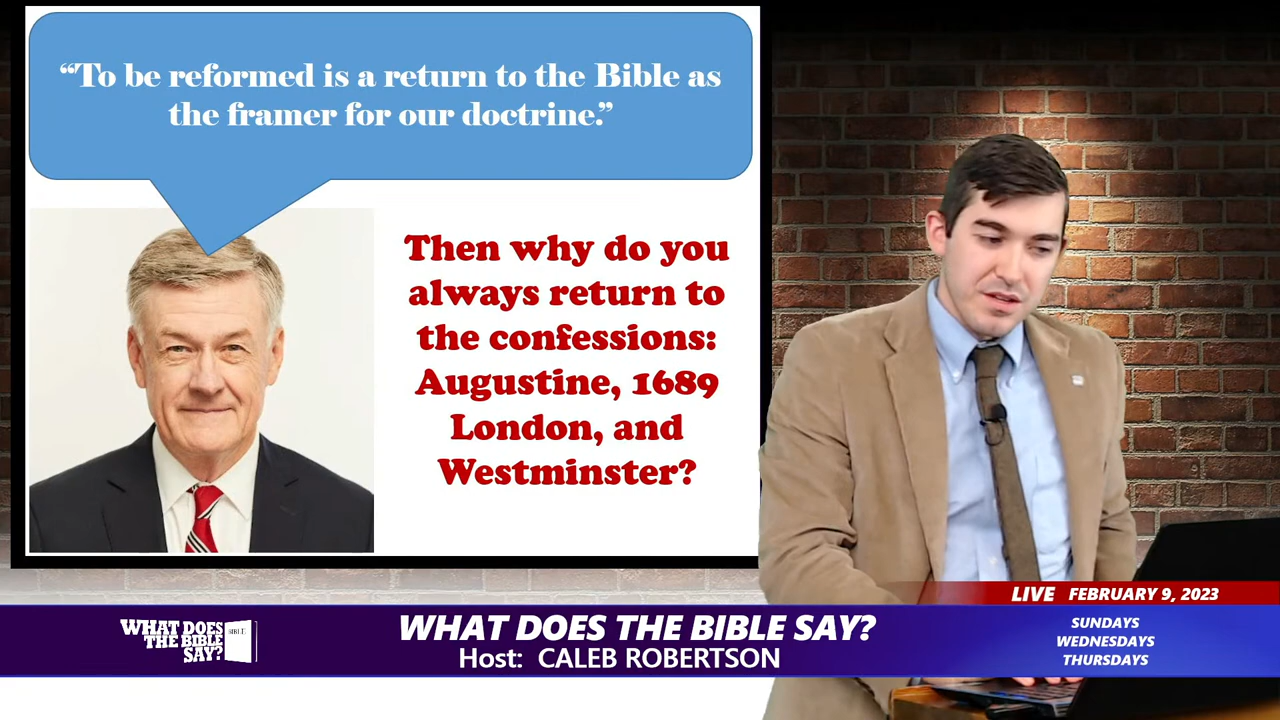 “To be reformed is a return to the Bible as
the framer for our doctrine.”
Then why do you
always return to
the confessions:
Augustine, 1689
London, and
Westminster?
LIVE FEBRUARY 9, 2023
WHAT DOES
THE BIBLE
SAY?
BIBLE
WHAT DOES THE BIBLE SAY?
Host: CALEB ROBERTSON
SUNDAYS
WEDNESDAYS
THURSDAYS